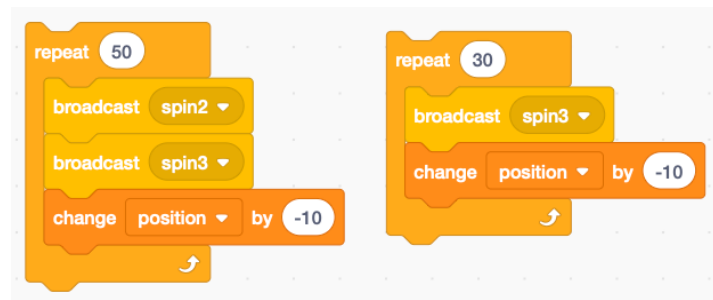 repeat 50
broadcast spin2
broadcast spin3
change position by -10
repeat 30
broadcast spin3
change position by -10